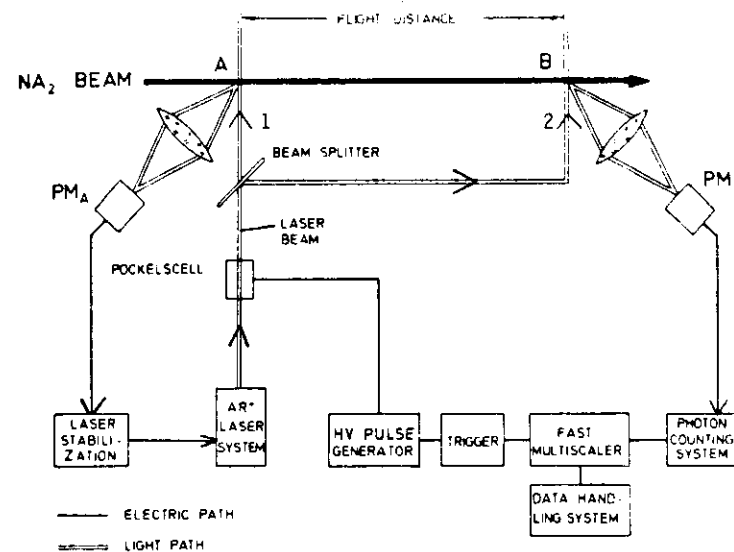 FLIGHT DISTANCE
A
B
NA₂ BEAM
1
2
BEAM SPLITTER
PM_A
PM
LASER
BEAM
POCKELSCELL
LASER
STABILI-
ZATION
AR⁺
LASER
SYSTEM
HV PULSE
GENERATOR
TRIGGER
FAST
MULTISCALER
PHOTON
COUNTING
SYSTEM
DATA HAND-
LING SYSTEM
ELECTRIC PATH
LIGHT PATH